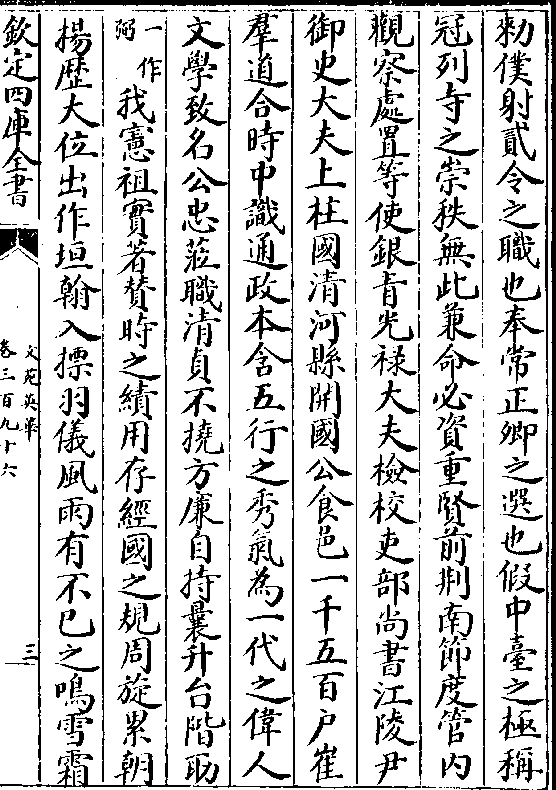 勑僕射貳令之職也奉常正卿之選也假中臺之極稱
冠列寺之崇秩無此兼命必資重賢前荆南節度管内
觀察處置等使銀青光禄大夫檢校吏部尚書江陵尹
御史大夫上柱國清河縣開國公食邑一千五百户崔
羣道合時中識通政本含五行之秀氣為一代之偉人
文學致名公忠莅職清貞不撓方廉自持曩升台階取
一作弼我憲祖實著賛時之績用存經國之規周旋累朝
揚歴大位出作垣翰入摽羽儀風雨有不已之鳴雪霜
欽定四庫全書
文苑英華
卷三百九十六
三